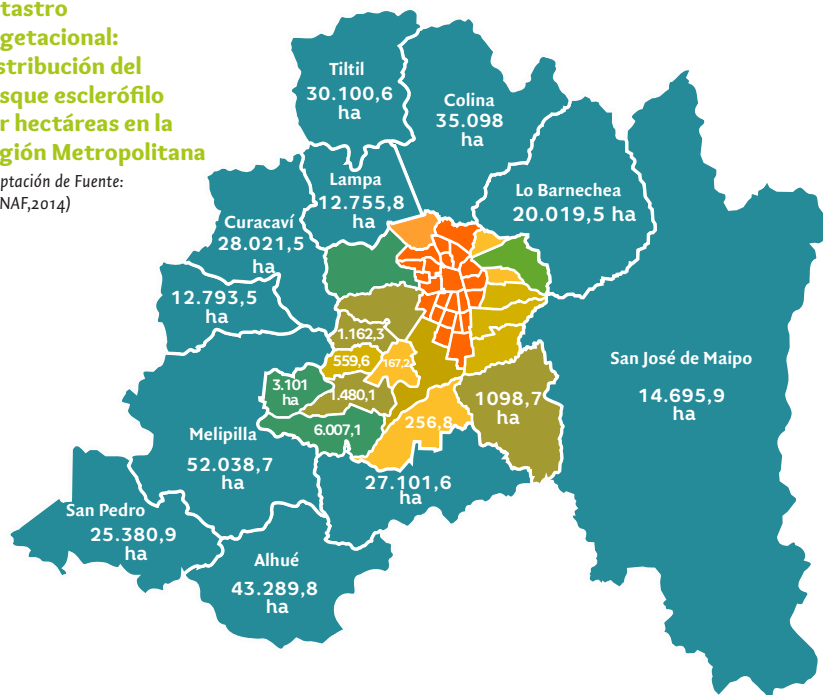 tastro
getacional:
stribución del
sque esclerófilo
r hectáreas en la
gión Metropolitana
ptación de Fuente:
NAF,2014)
Tiltil
30.100,6
ha
Colina
35.098
ha
Lampa
12.755,8
ha
Lo Barnechea
20.019,5 ha
Curacaví
28.021,5
ha
12.793,5
ha
1.162,3
559,6
167,2
3.101
ha
1.480,1
6.007,1
256,8
1098,7
ha
San José de Maipo
14.695,9
ha
Melipilla
52.038,7
ha
27.101,6
ha
San Pedro
25.380,9
ha
Alhué
43.289,8
ha